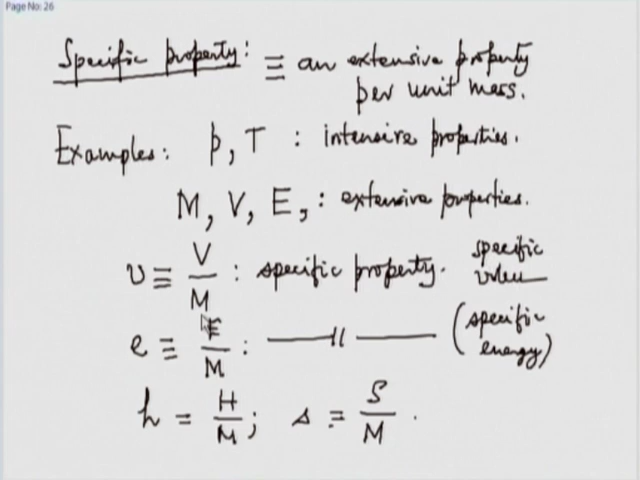 Page No: 26
Specific property: ≡ an extensive property
per unit mass.
Examples: p, T : intensive properties.
M, V, E, : extensive properties.
v ≡ V/M : specific property. specific
e ≡ E/M : —— 〃 —— (specific
energy)
h = H/M ; s ≡ S/M .